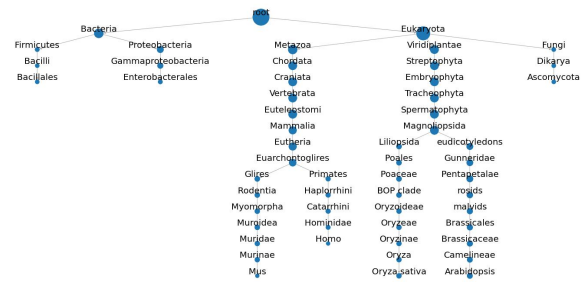 root
Bacteria Eukaryota
Firmicutes Proteobacteria Metazoa Viridiplantae Fungi
Bacilli Gammaproteobacteria Chordata Streptophyta Dikarya
Bacillales Enterobacterales Craniata Embryophyta Ascomycota
Vertebrata Tracheophyta
Euteleostomi Spermatophyta
Mammalia Magnoliopsida
Eutheria Liliopsida eudicotyledons
Euarchontoglires Poales Gunneridae
Glires Primates Poaceae Pentapetalae
Rodentia Haplorrhini BOP clade rosids
Myomorpha Catarrhini Oryzoideae malvids
Muroidea Hominidae Oryzeae Brassicales
Muridae Homo Oryzinae Brassicaceae
Murinae Oryza Camelineae
Mus Oryza sativa Arabidopsis